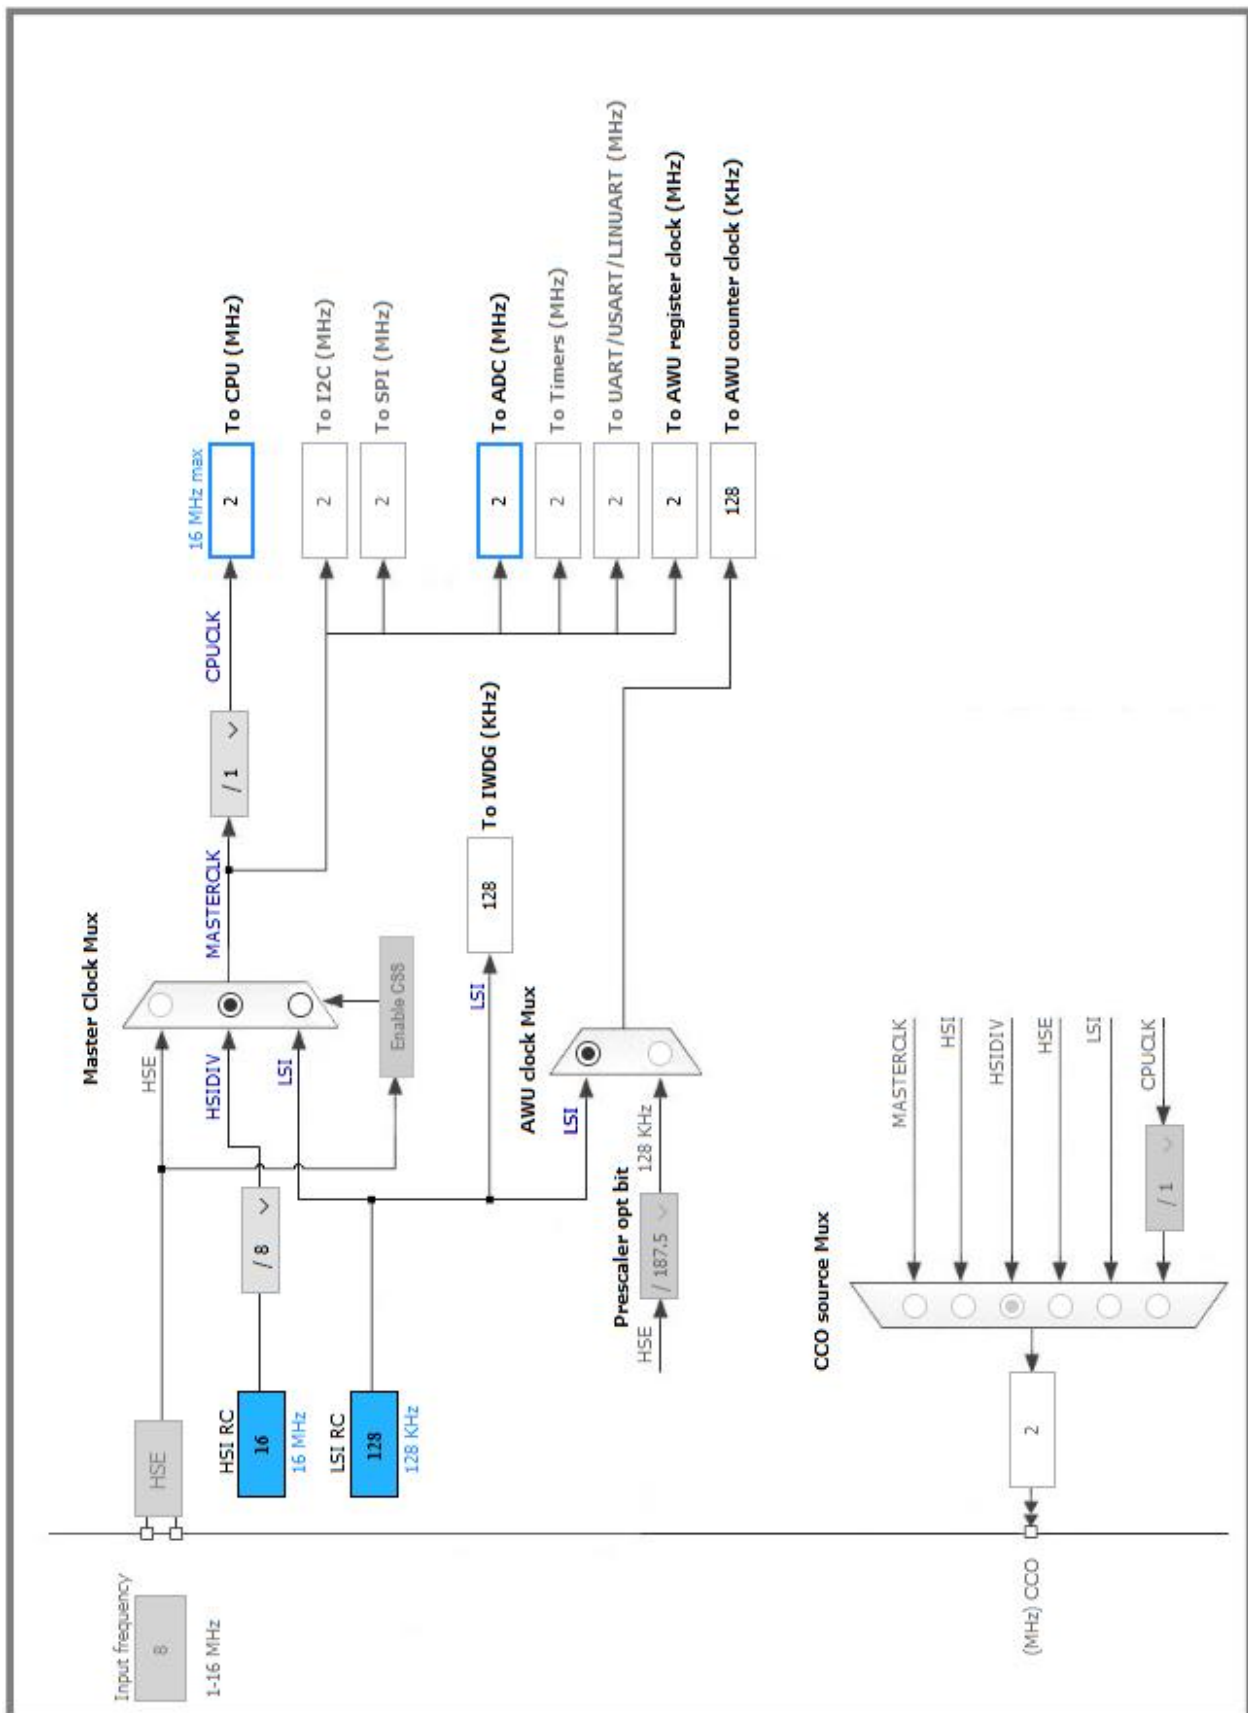 Input frequency
8
1-16 MHz
HSE
HSI RC
16
16 MHz
LSI RC
128
128 KHz
/ 8
HSE
HSIDIV
LSI
Master Clock Mux
Enable CSS
MASTERCLK
/ 1
CPUCLK
16 MHz max
2
To CPU (MHz)
2
To I2C (MHz)
2
To SPI (MHz)
2
To ADC (MHz)
2
To Timers (MHz)
2
To UART/USART/LINUART (MHz)
2
To AWU register clock (MHz)
128
To AWU counter clock (KHz)
LSI
128
To IWDG (KHz)
AWU clock Mux
LSI
Prescaler opt bit
HSE
/ 187.5
128 KHz
CCO source Mux
MASTERCLK
HSI
HSIDIV
HSE
LSI
CPUCLK
/ 1
2
(MHz) CCO